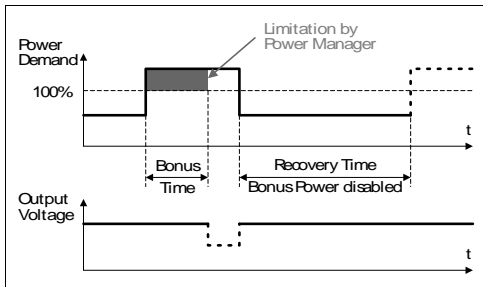 Limitation by
Power Manager
Power
Demand
100%
t
Bonus
Time
Recovery Time
Bonus Power disabled
Output
Voltage
t